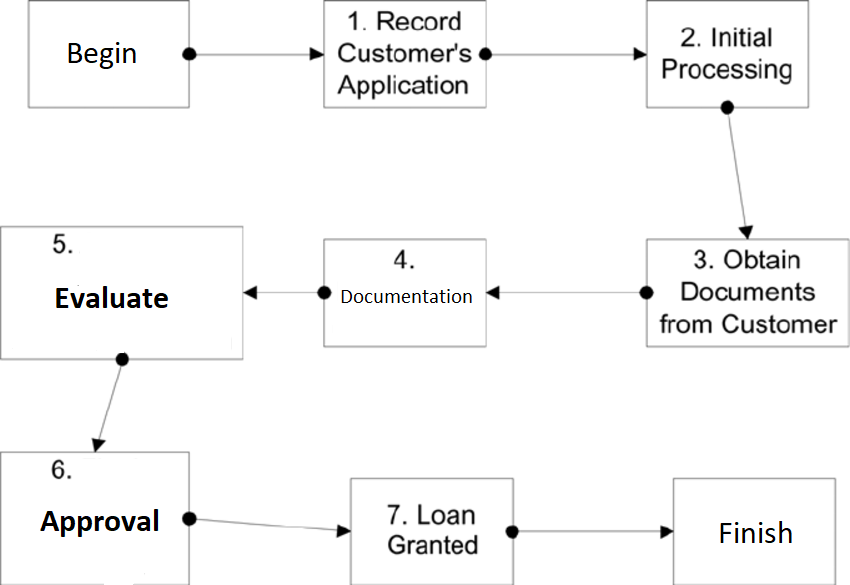 Begin
1. Record
Customer's
Application
2. Initial
Processing
3. Obtain
Documents
from Customer
4.
Documentation
5.
Evaluate
6.
Approval
7. Loan
Granted
Finish